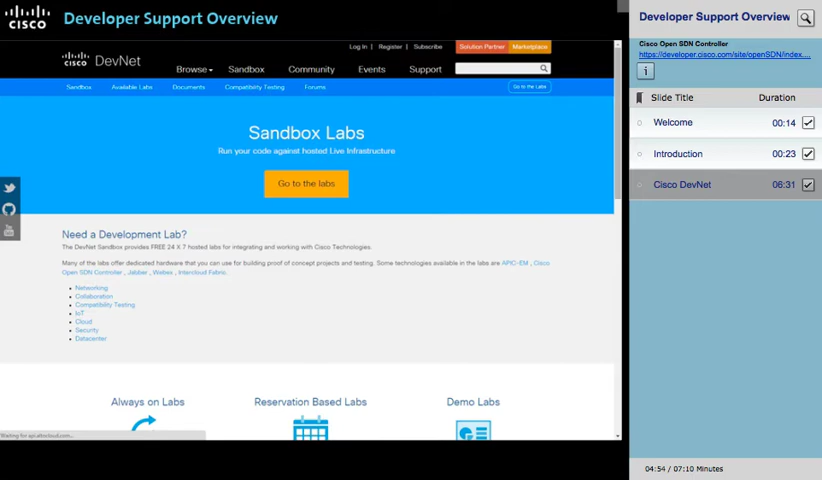 CISCO
Developer Support Overview
CISCO DevNet
Log In | Register | Subscribe
Solution Partner
Marketplace
Browse
Sandbox
Community
Events
Support
Sandbox
Available Labs
Documents
Compatibility Testing
Forums
Go to the Labs
Sandbox Labs
Run your code against hosted Live Infrastructure
Go to the labs
Need a Development Lab?
The DevNet Sandbox provides FREE 24 X 7 hosted labs for integrating and working with Cisco Technologies.
Many of the labs offer dedicated hardware that you can use for building proof of concept projects and testing. Some technologies available in the labs are APIC-EM , Cisco
Open SDN Controller , Jabber , Webex , Intercloud Fabric.
Networking
Collaboration
Compatibility Testing
IoT
Cloud
Security
Datacenter
Always on Labs
Reservation Based Labs
Demo Labs
Developer Support Overview
Cisco Open SDN Controller
https://developer.cisco.com/site/openSDN/index....
i
Slide Title
Duration
Welcome
00:14
Introduction
00:23
Cisco DevNet
06:31
04:54 / 07:10 Minutes